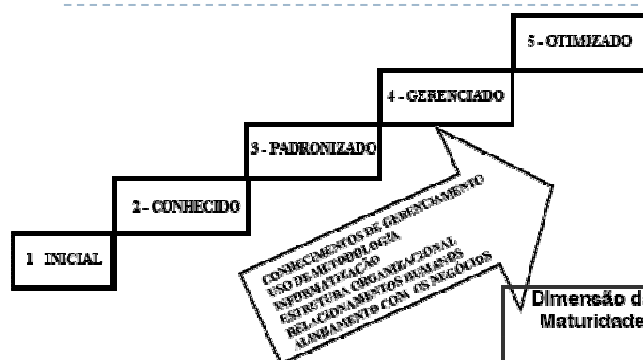 5 - OTIMIZADO
4 - GERENCIADO
3 - PADRONIZADO
2 - CONHECIDO
1 INICIAL
CONHECIMENTOS DE GERENCIAMENTO
USO DE METODOLOGIA
INFORMATIZAÇÃO
ESTRUTURA ORGANIZACIONAL
RELACIONAMENTOS HUMANOS
ALINHAMENTO COM OS NEGÓCIOS
Dimensão d
Maturidade